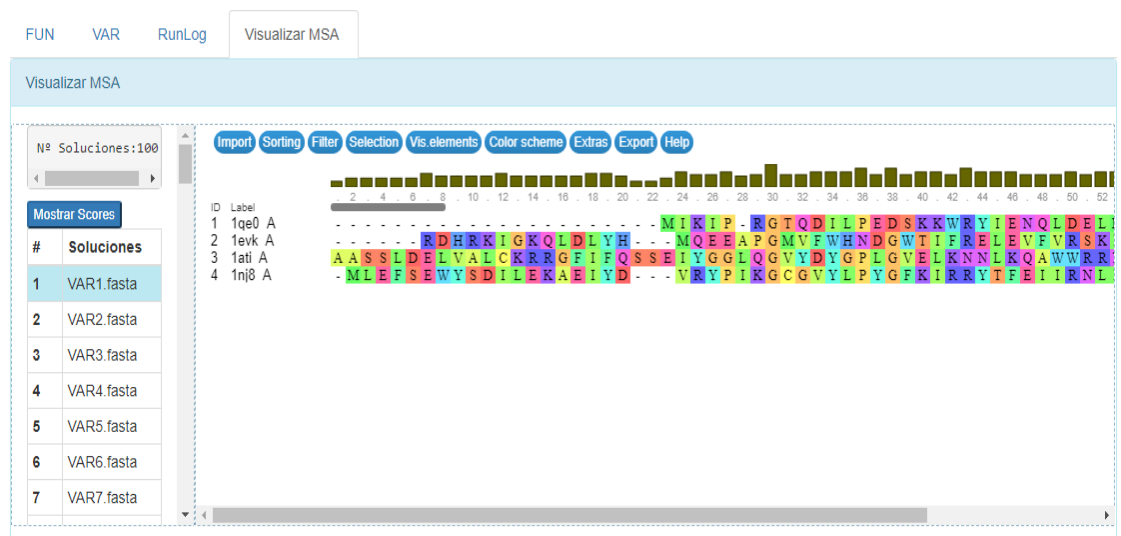 FUN VAR RunLog Visualizar MSA
Visualizar MSA
Nº Soluciones:100
Mostrar Scores
# Soluciones
1 VAR1.fasta
2 VAR2.fasta
3 VAR3.fasta
4 VAR4.fasta
5 VAR5.fasta
6 VAR6.fasta
7 VAR7.fasta
Import Sorting Filter Selection Vis.elements Color scheme Extras Export Help
. 2 . 4 . 6 . 8 . 10 . 12 . 14 . 16 . 18 . 20 . 22 . 24 . 26 . 28 . 30 . 32 . 34 . 36 . 38 . 40 . 42 . 44 . 46 . 48 . 50 . 52
ID Label
1 1qe0 A - - - - - - - - - - - - - - - - - - - - - - M I K I P - R G T Q D I L P E D S K K W R Y I E N Q L D E L
2 1evk A - - - - - - R D H R K I G K Q L D L Y H - - - M Q E E A P G M V F W H N D G W T I F R E L E V F V R S K
3 1ati A A A S S L D E L V A L C K R R G F I F Q S S E I Y G G L Q G V Y D Y G P L G V E L K N N L K Q A W W R R
4 1nj8 A - M L E F S E W Y S D I L E K A E I Y D - - - V R Y P I K G C G V Y L P Y G F K I R R Y T F E I I R N L